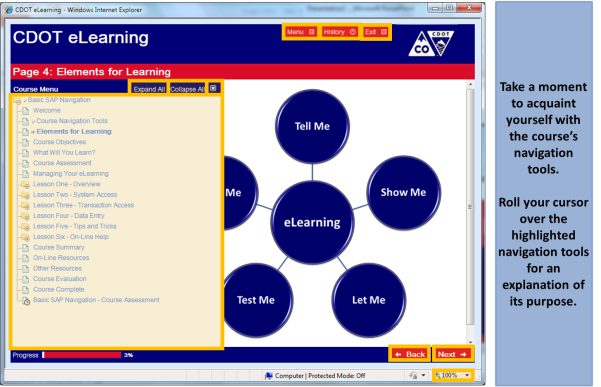 CDOT eLearning - Windows Internet Explorer
CDOT eLearning
Menu
History
Exit
CDOT
CO
Page 4: Elements for Learning
Course Menu
Expand All
Collapse All
Basic SAP Navigation
Welcome
Course Navigation Tools
Elements for Learning
Course Objectives
What Will You Learn?
Course Assessment
Managing Your eLearning
Lesson One - Overview
Lesson Two - System Access
Lesson Three - Transaction Access
Lesson Four - Data Entry
Lesson Five - Tips and Tricks
Lesson Six - On-Line Help
Course Summary
On-Line Resources
Other Resources
Course Evaluation
Course Complete
Basic SAP Navigation - Course Assessment
Tell Me
Me
Show Me
eLearning
Test Me
Let Me
Progress
3%
Back
Next
Computer | Protected Mode: Off
100%
Take a moment
to acquaint
yourself with
the course's
navigation
tools.
Roll your cursor
over the
highlighted
navigation tools
for an
explanation of
its purpose.